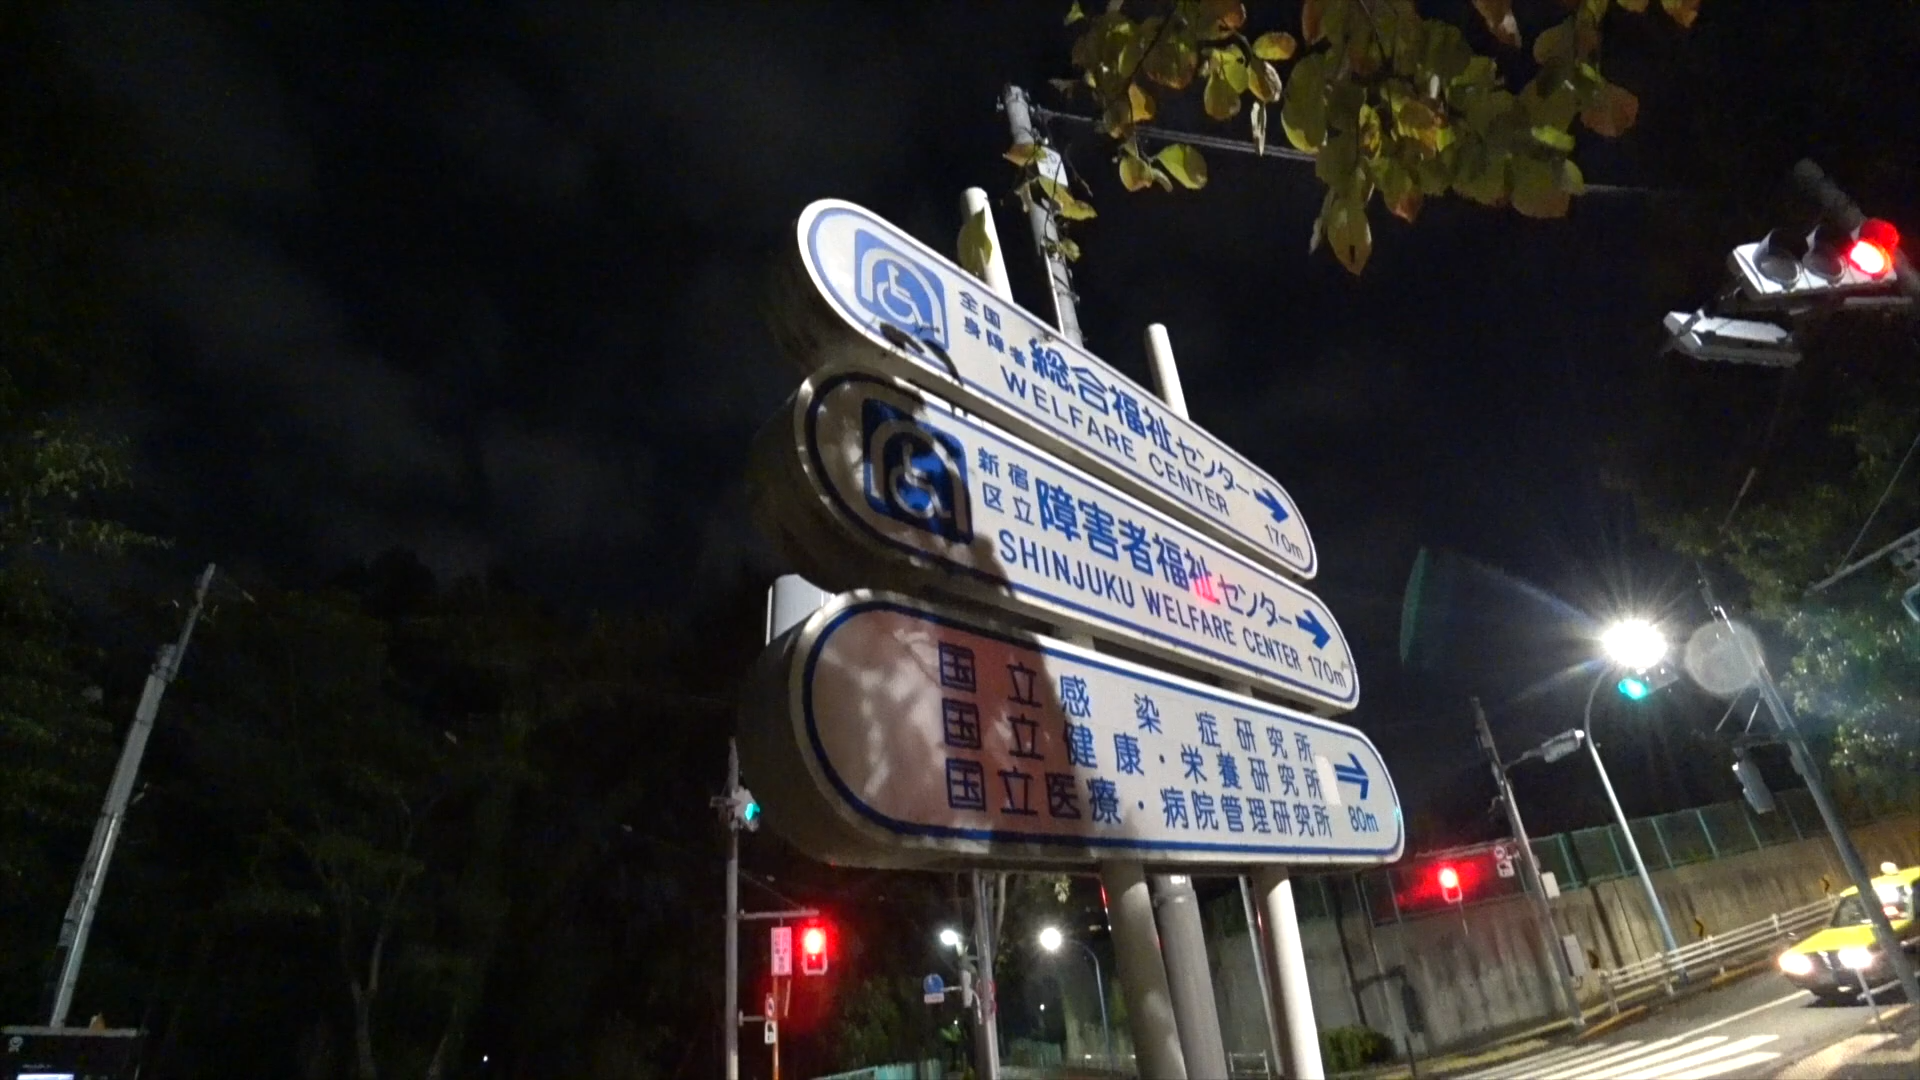 全国
身障者
総合福祉センター
WELFARE CENTER
170m
新宿
区立
障害者福祉センター
SHINJUKU WELFARE CENTER 170m
国立感染症研究所
国立健康・栄養研究所
国立医療・病院管理研究所
80m